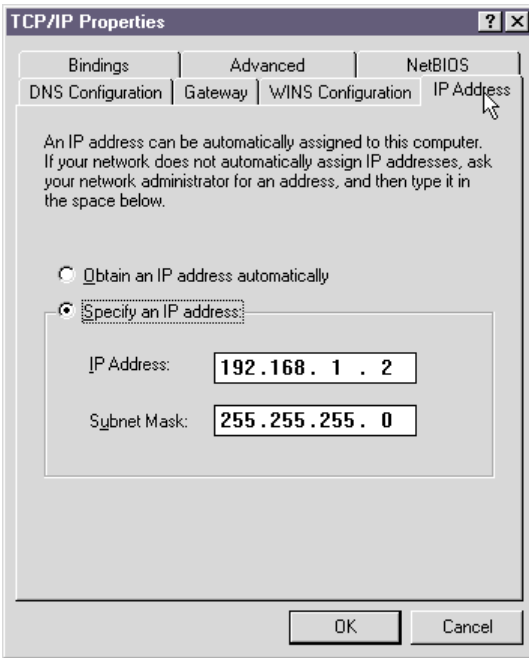 TCP/IP Properties
Bindings Advanced NetBIOS
DNS Configuration Gateway WINS Configuration IP Address
An IP address can be automatically assigned to this computer.
If your network does not automatically assign IP addresses, ask
your network administrator for an address, and then type it in
the space below.
Obtain an IP address automatically
Specify an IP address:
IP Address: 192.168. 1 . 2
Subnet Mask: 255.255.255. 0
OK Cancel